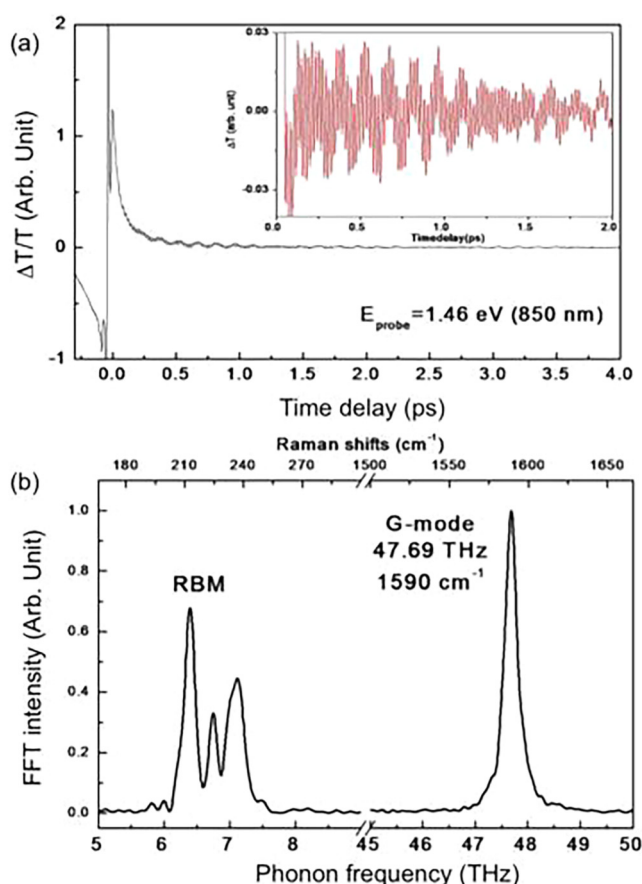 (a)
2
1
0
-1
ΔT/T (Arb. Unit)
0.03
0.00
-0.03
ΔT (arb. unit)
0.0 0.5 1.0 1.5 2.0
Timedelay(ps)
E probe =1.46 eV (850 nm)
0.0 0.5 1.0 1.5 2.0 2.5 3.0 3.5 4.0
Time delay (ps)
Raman shifts (cm-1)
180 210 240 270 1500 1530 1560 1590 1620 1650
(b)
1.0
0.8
0.6
0.4
0.2
0.0
FFT intensity (Arb. Unit)
RBM
G-mode
47.69 THz
1590 cm-1
5 6 7 8 45 46 47 48 49 50
Phonon frequency (THz)